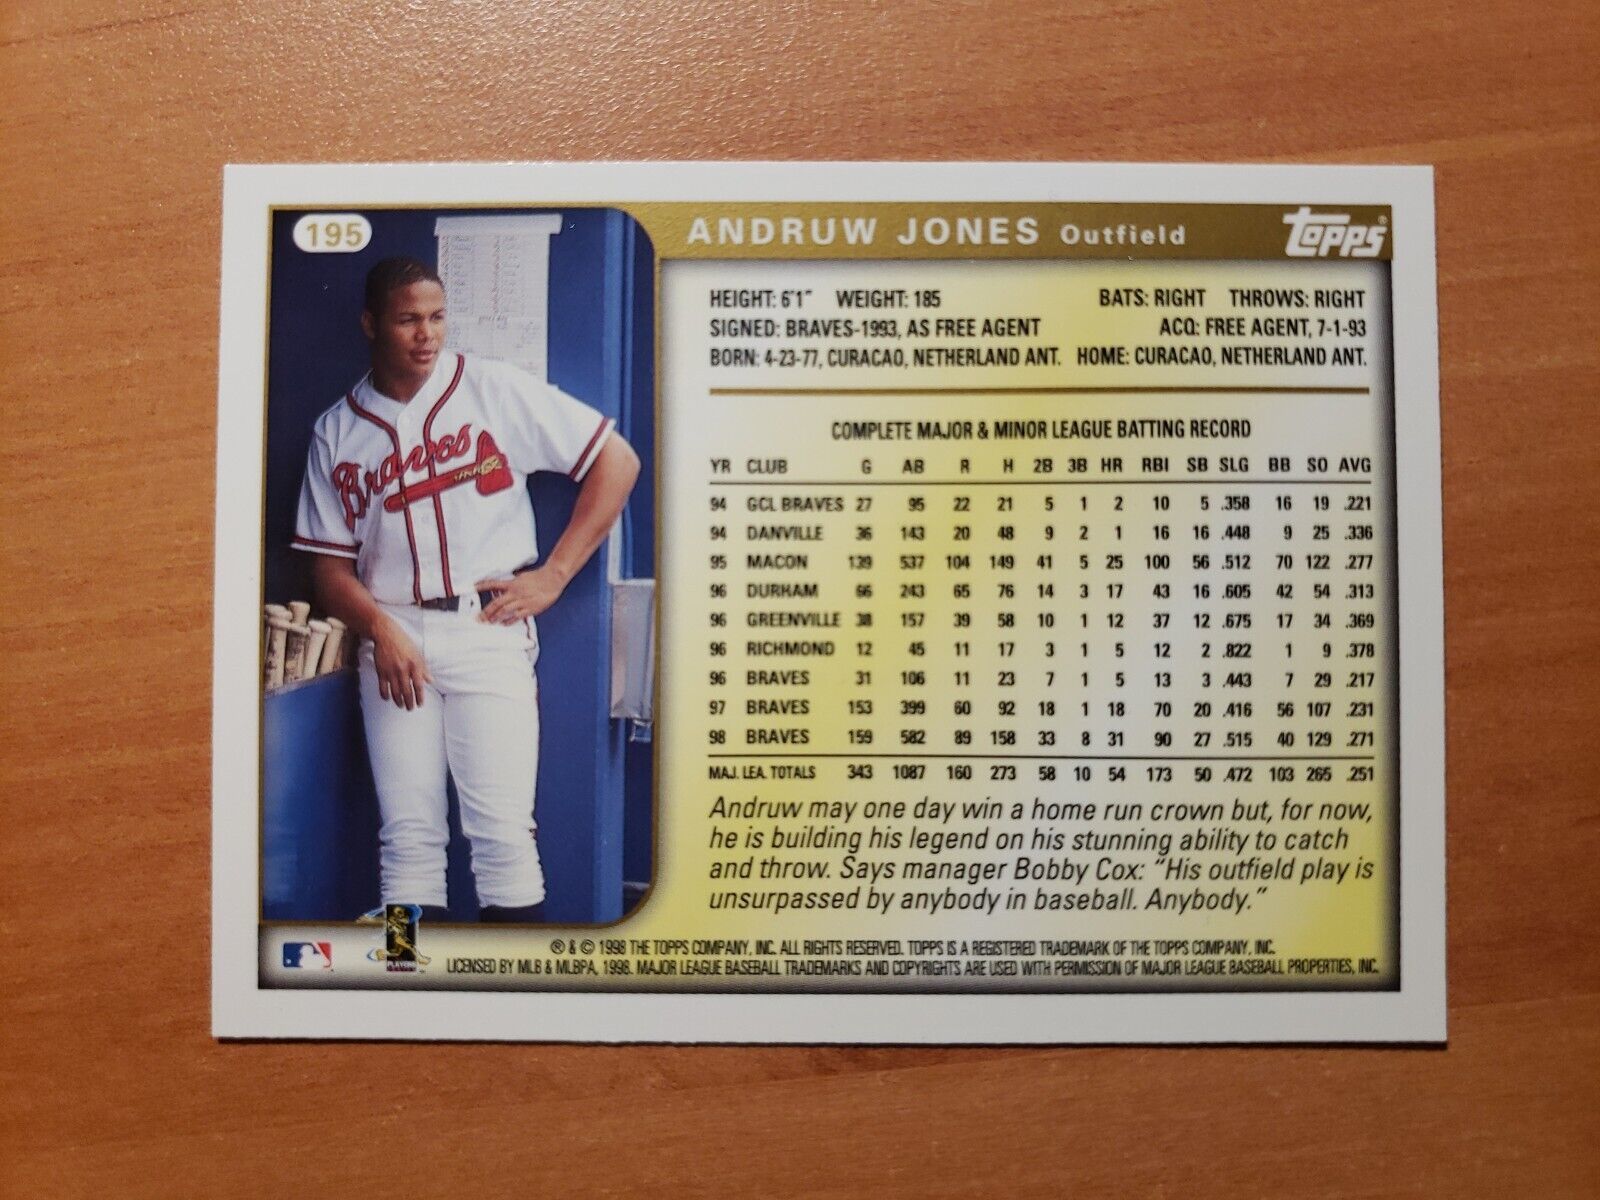 195
ANDRUW JONES Outfield Topps®
HEIGHT: 6'1" WEIGHT: 185 BATS: RIGHT THROWS: RIGHT
SIGNED: BRAVES-1993, AS FREE AGENT ACQ: FREE AGENT, 7-1-93
BORN: 4-23-77, CURACAO, NETHERLAND ANT. HOME: CURACAO, NETHERLAND ANT.
COMPLETE MAJOR & MINOR LEAGUE BATTING RECORD
YR CLUB G AB R H 2B 3B HR RBI SB SLG BB SO AVG
94 GCL BRAVES 27 95 22 21 5 1 2 10 5 .358 16 19 .221
94 DANVILLE 36 143 20 48 9 2 1 16 16 .448 9 25 .336
95 MACON 139 537 104 149 41 5 25 100 56 .512 70 122 .277
96 DURHAM 66 243 65 76 14 3 17 43 16 .605 42 54 .313
96 GREENVILLE 38 157 39 58 10 1 12 37 12 .675 17 34 .369
96 RICHMOND 12 45 11 17 3 1 5 12 2 .822 1 9 .378
96 BRAVES 31 106 11 23 7 1 5 13 3 .443 7 29 .217
97 BRAVES 153 399 60 92 18 1 18 70 20 .416 56 107 .231
98 BRAVES 159 582 89 158 33 8 31 90 27 .515 40 129 .271
MAJ. LEA. TOTALS 343 1087 160 273 58 10 54 173 50 .472 103 265 .251
Andruw may one day win a home run crown but, for now,
he is building his legend on his stunning ability to catch
and throw. Says manager Bobby Cox: "His outfield play is
unsurpassed by anybody in baseball. Anybody."
® & © 1998 THE TOPPS COMPANY, INC. ALL RIGHTS RESERVED. TOPPS IS A REGISTERED TRADEMARK OF THE TOPPS COMPANY, INC.
LICENSED BY MLB & MLBPA, 1998. MAJOR LEAGUE BASEBALL TRADEMARKS AND COPYRIGHTS ARE USED WITH PERMISSION OF MAJOR LEAGUE BASEBALL PROPERTIES, INC.
Braves
PLAYERS